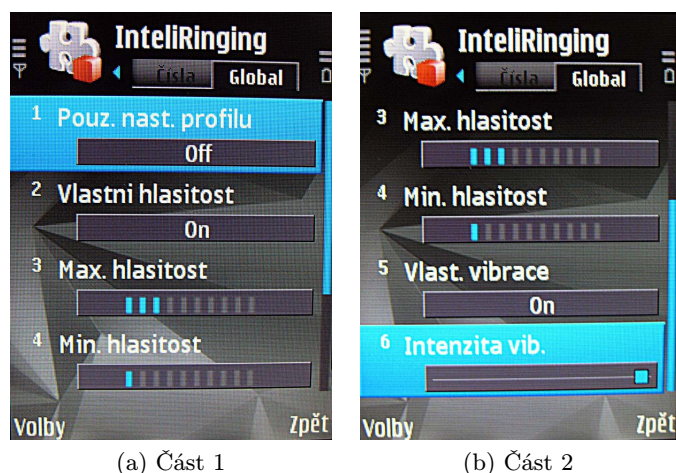 InteliRinging
Čísla Global
1 Pouz. nast. profilu
Off
2 Vlastni hlasitost
On
3 Max. hlasitost
4 Min. hlasitost
Volby Zpět
(a) Část 1
InteliRinging
Čísla Global
3 Max. hlasitost
4 Min. hlasitost
5 Vlast. vibrace
On
6 Intenzita vib.
Volby Zpět
(b) Část 2